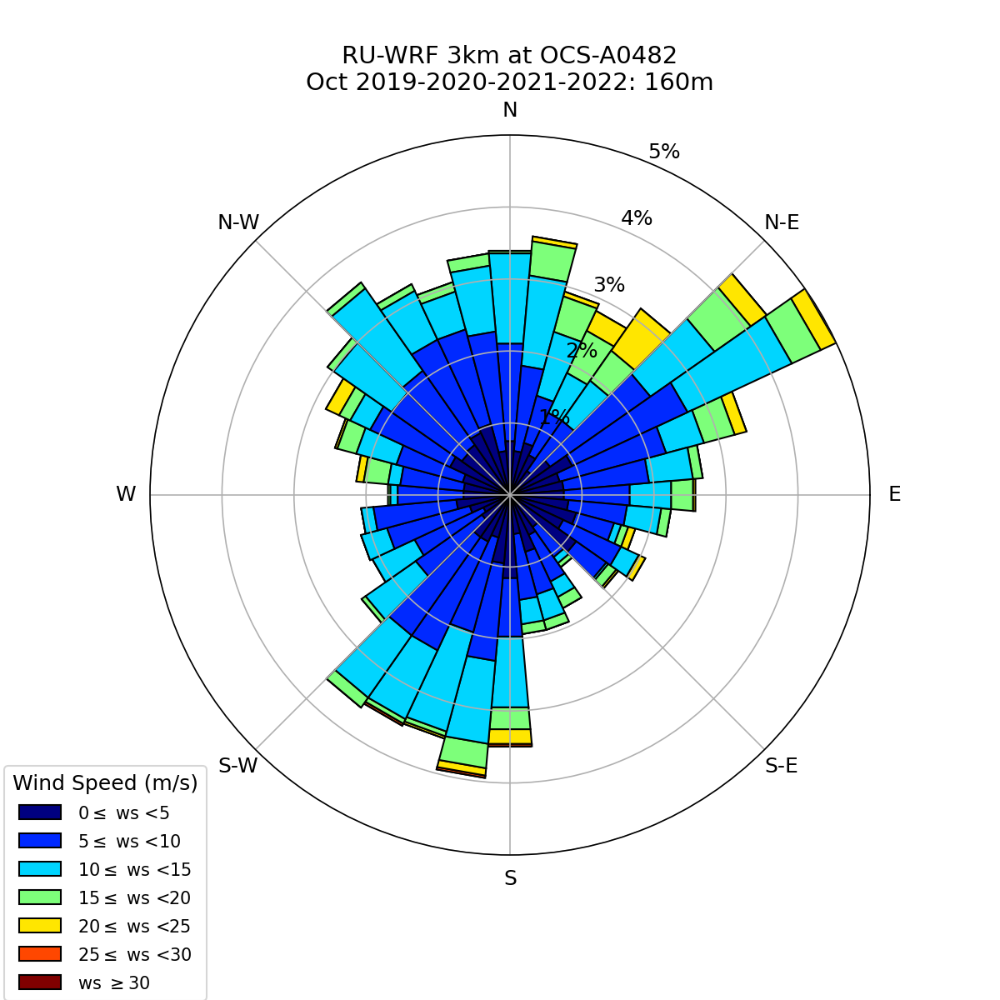 RU-WRF 3km at OCS-A0482
Oct 2019-2020-2021-2022: 160m
N
5%
4%
N-W
N-E
3%
2%
1%
W
E
S-W
S-E
S
Wind Speed (m/s)
0 ≤ ws <5
5 ≤ ws <10
10 ≤ ws <15
15 ≤ ws <20
20 ≤ ws <25
25 ≤ ws <30
ws ≥ 30